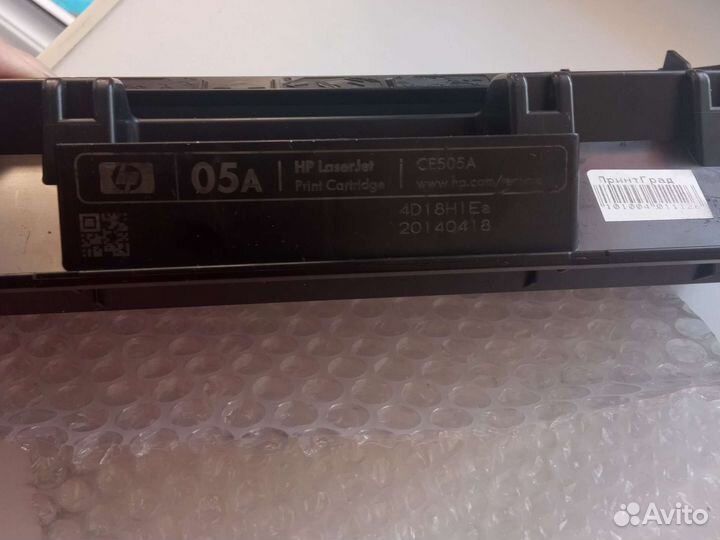 hp
05A
HP LaserJet
Print Cartridge
CE505A
4D18H1Ea
20140418
ПринтГрад
Avito